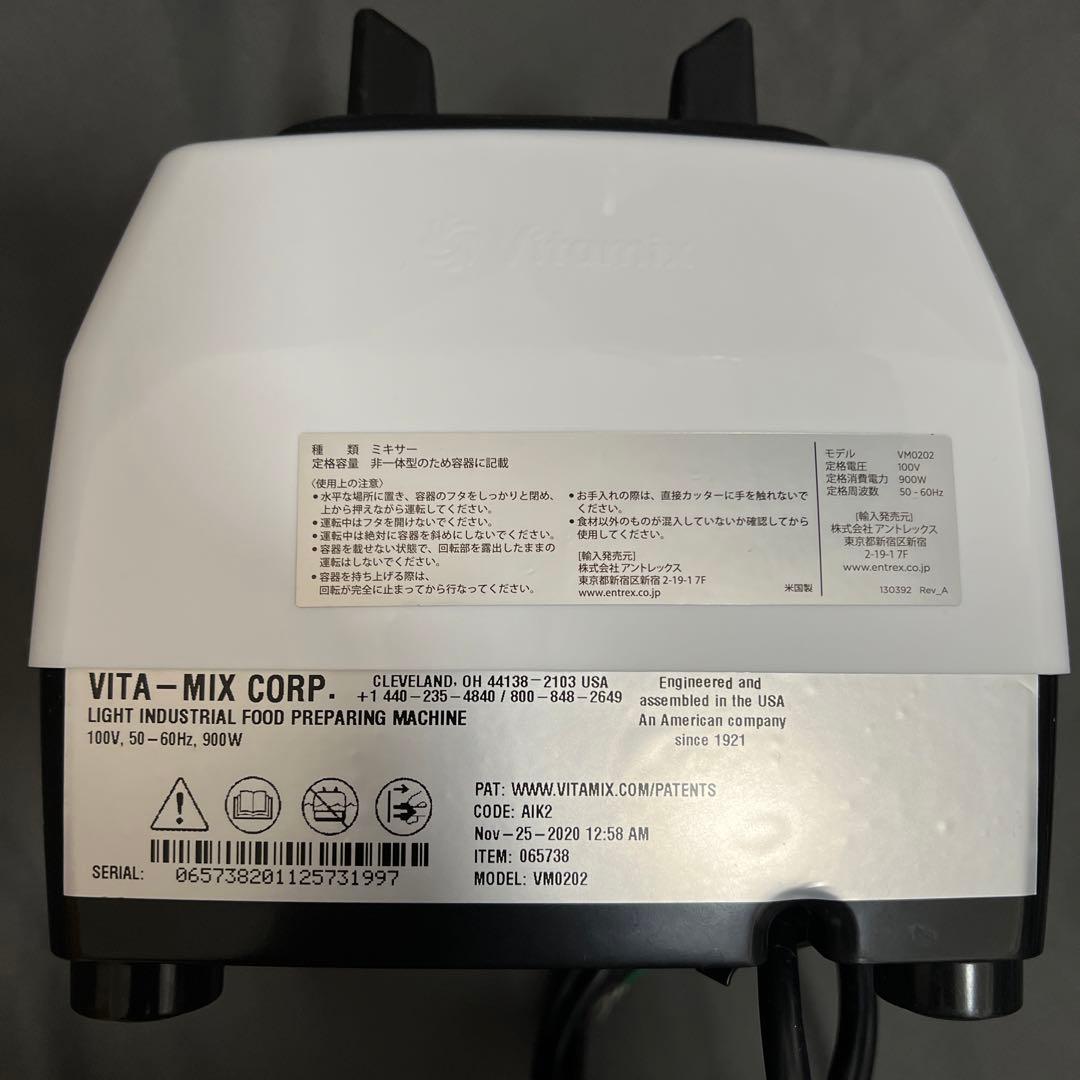 Vitamix
種　類　ミキサー
定格容量　非一体型のため容器に記載
〈使用上の注意〉
●水平な場所に置き、容器のフタをしっかりと閉め、
上から押えながら運転してください。
●運転中はフタを開けないでください。
●運転中は絶対に容器を斜めにしないでください。
●容器を載せない状態で、回転部を露出したままの
運転はしないでください。
●容器を持ち上げる際は、
回転が完全に止まってから行なってください。
●お手入れの際は、直接カッターに手を触れないで
ください。
●食材以外のものが混入していないか確認してから
使用してください。
[輸入発売元]
株式会社 アントレックス
東京都新宿区新宿 2-19-1 7F
www.entrex.co.jp
米国製
モデル　VM0202
定格電圧　100V
定格消費電力　900W
定格周波数　50 - 60Hz
[輸入発売元]
株式会社 アントレックス
東京都新宿区新宿
2-19-1 7F
www.entrex.co.jp
130392 Rev_A
VITA-MIX CORP.
CLEVELAND, OH 44138-2103 USA
+1 440-235-4840 / 800-848-2649
LIGHT INDUSTRIAL FOOD PREPARING MACHINE
100V, 50-60Hz, 900W
Engineered and
assembled in the USA
An American company
since 1921
PAT: WWW.VITAMIX.COM/PATENTS
CODE: AIK2
Nov-25-2020 12:58 AM
ITEM: 065738
MODEL: VM0202
SERIAL: 065738201125731997